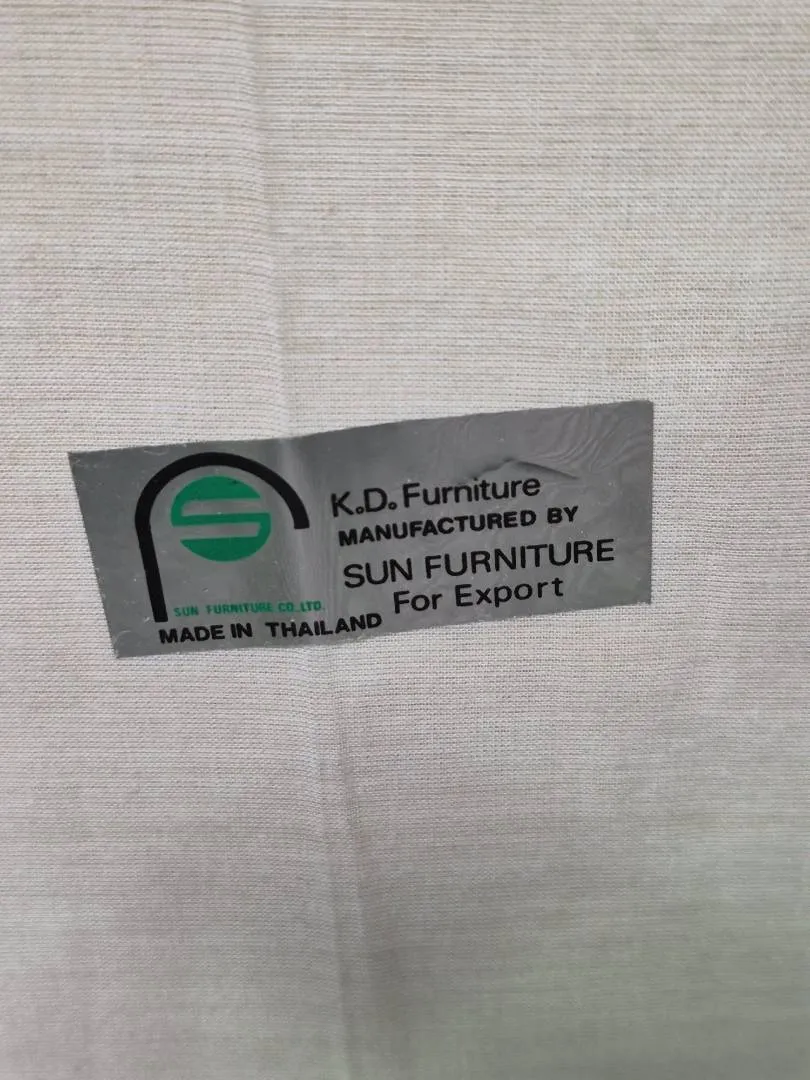 K.D. Furniture
MANUFACTURED BY
SUN FURNITURE
For Export
SUN FURNITURE CO.,LTD.
MADE IN THAILAND